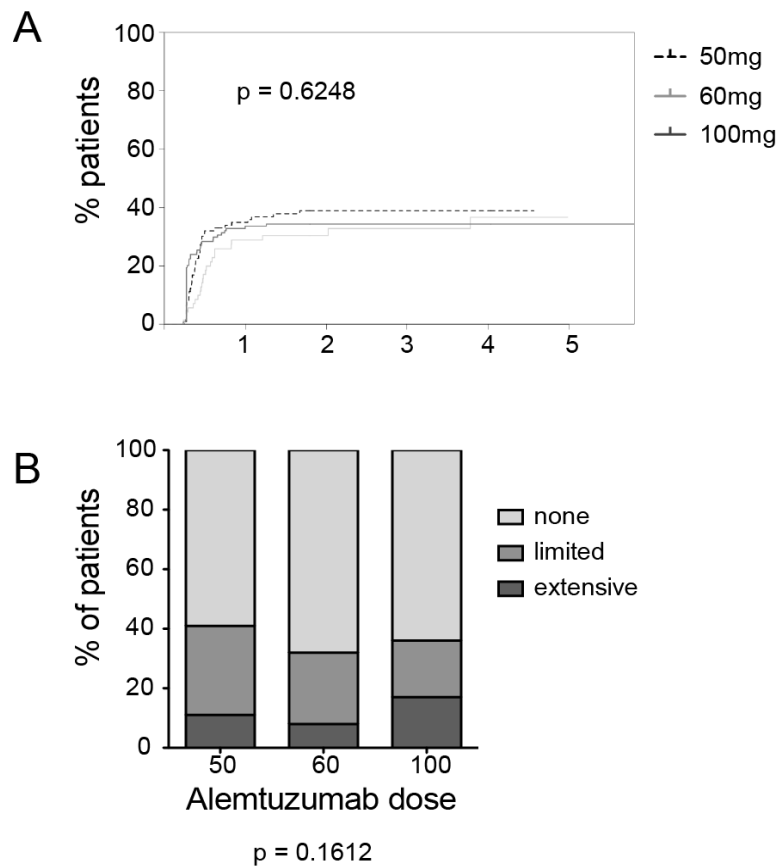 A
% patients
100
80
60
40
20
0
p = 0.6248
1 2 3 4 5
50mg
60mg
100mg
B
% of patients
100
80
60
40
20
0
none
limited
extensive
50 60 100
Alemtuzumab dose
p = 0.1612